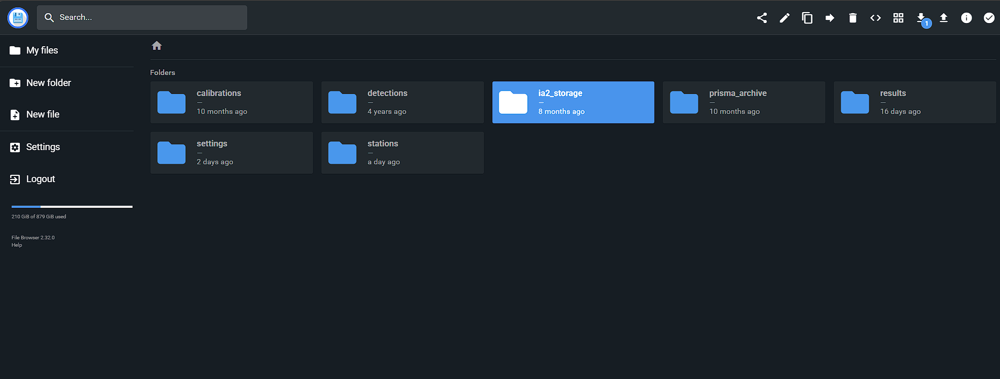 Search...
1
My files
New folder
New file
Settings
Logout
210 GiB of 879 GiB used
File Browser 2.32.0
Help
Folders
calibrations
—
10 months ago
detections
—
4 years ago
ia2_storage
—
8 months ago
prisma_archive
—
10 months ago
results
—
16 days ago
settings
—
2 days ago
stations
—
a day ago